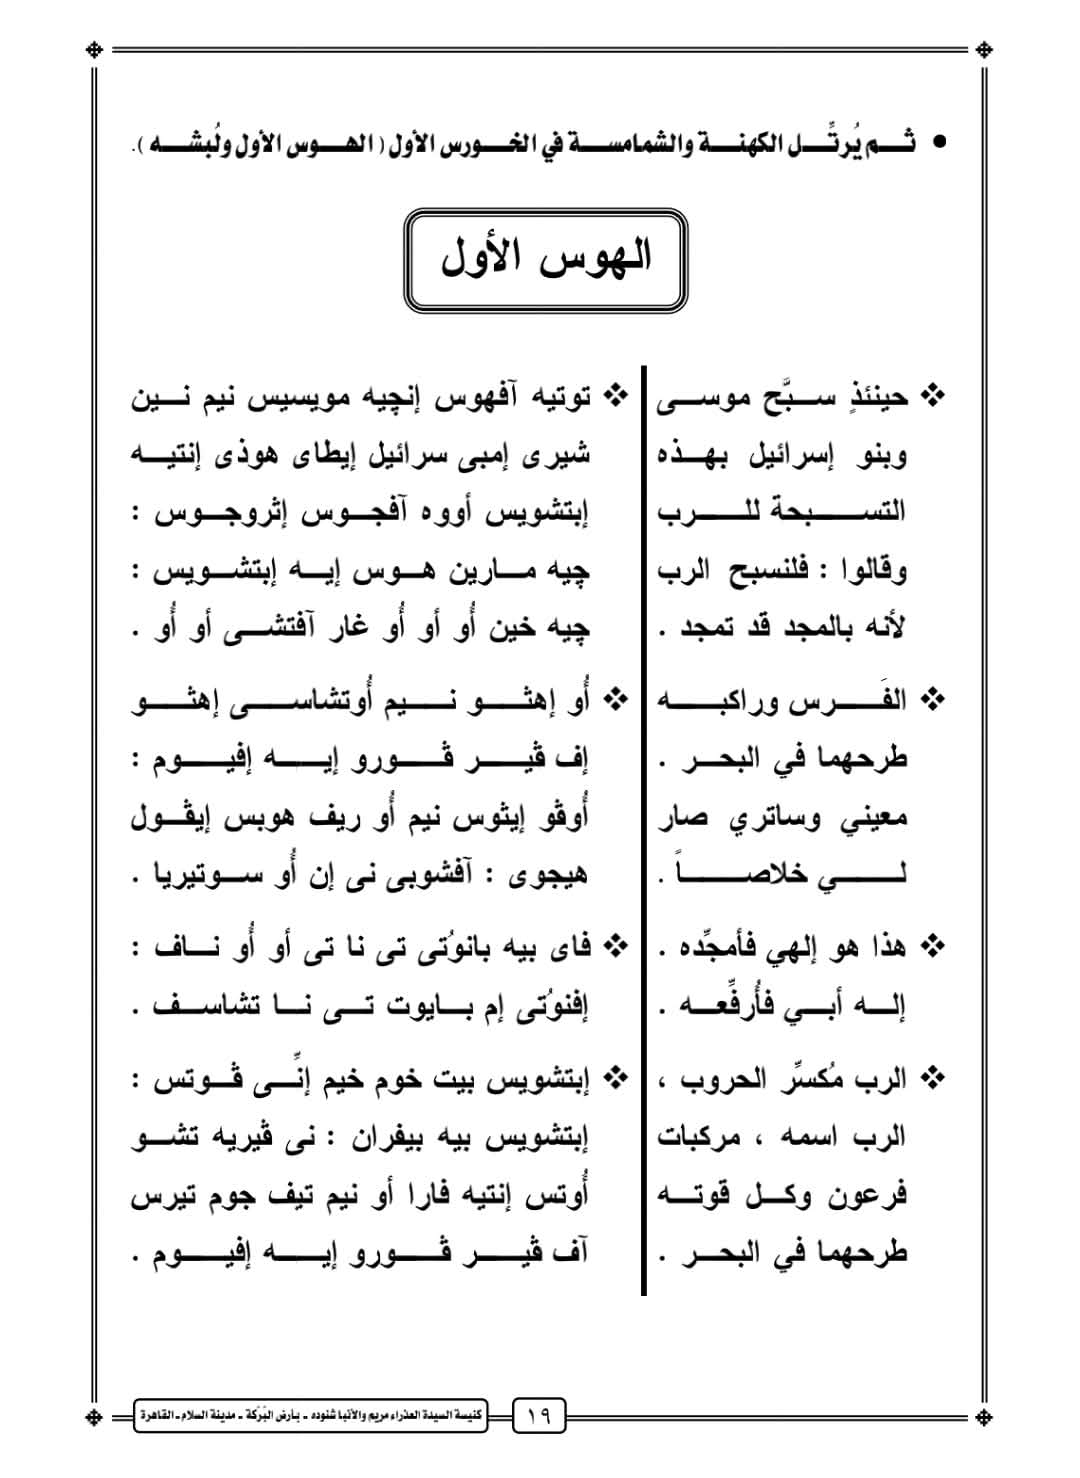 • ثم يُرتِّل الكهنة والشمامسة في الخورس الأول ( الهوس الأول ولُبشه ).
الهوس الأول
❖ حينئذٍ سبَّح موسى
وبنو إسرائيل بهذه
التسبحة للرب
وقالوا : فلنسبح الرب
لأنه بالمجد قد تمجد .
❖ الفَرس وراكبه
طرحهما في البحر .
معيني وساتري صار
لي خلاصاً .
❖ هذا هو إلهي فأمجِّده .
إله أبي فأُرفِّعه .
❖ الرب مُكسِّر الحروب ،
الرب اسمه ، مركبات
فرعون وكل قوته
طرحهما في البحر .
❖ توتيه آفهوس إنچيه مويسيس نيم نين
شيرى إمبى سرائيل إيطاى هوذى إنتيه
إبتشويس أووه آفجوس إثروجوس :
چيه مارين هوس إيه إبتشويس :
چيه خين أُو أو أُو غار آفتشى أو أُو .
❖ أُو إهثو نيم أُوتشاسى إهثو
إف ڤير ڤورو إيه إفيوم :
أُوڤو إيثوس نيم أُو ريف هوبس إيڤول
هيجوى : آفشوبى نى إن أُو سوتيريا .
❖ فاى بيه بانوُتى تى نا تى أو أُو ناف :
إفنوُتى إم بايوت تى نا تشاسف .
❖ إبتشويس بيت خوم خيم إنِّى ڤوتس :
إبتشويس بيه بيفران : نى ڤيريه تشو
أُوتس إنتيه فارا أو نيم تيف جوم تيرس
آف ڤير ڤورو إيه إفيوم .
١٩
كنيسة السيدة العذراء مريم والأنبا شنوده - بأرض البَرَكة - مدينة السلام - القاهرة